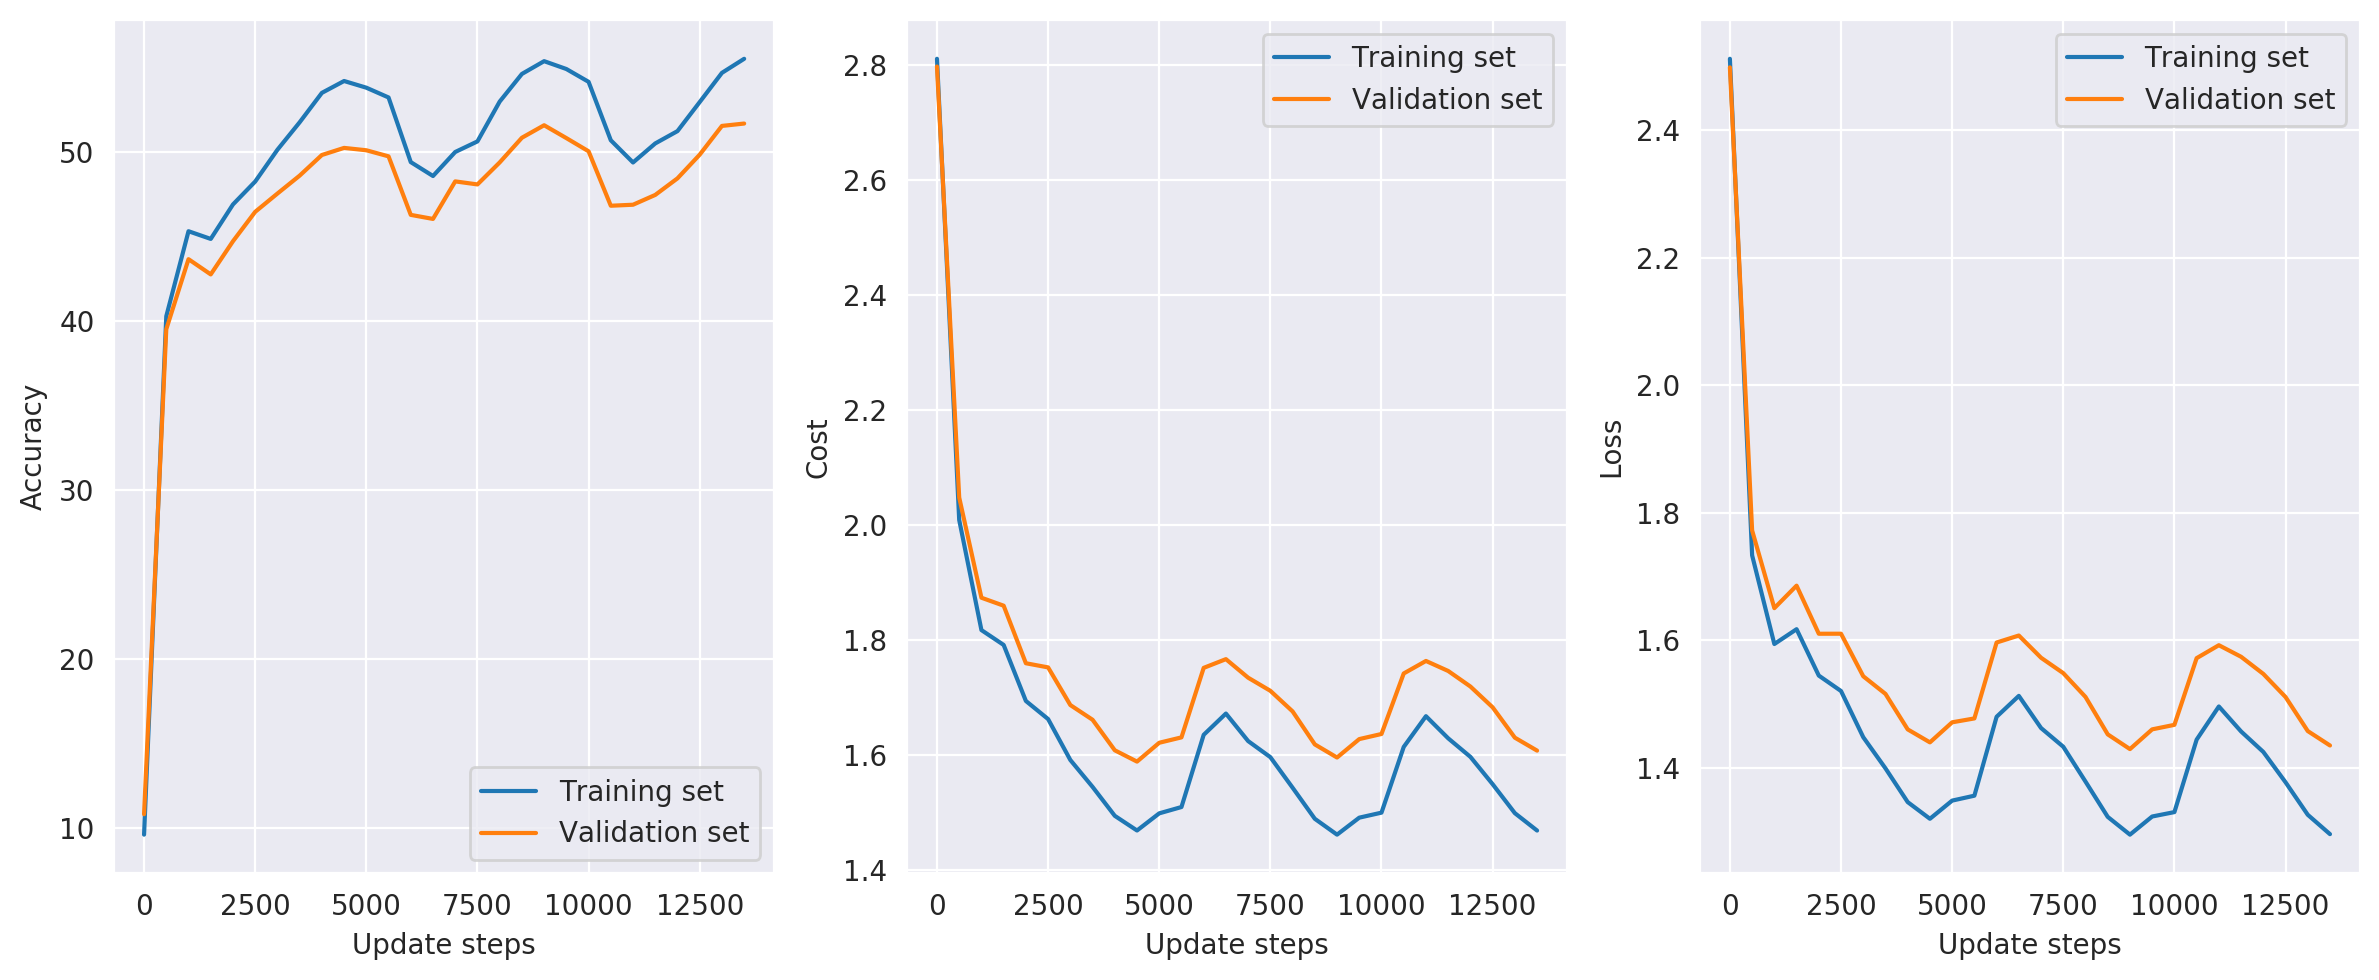 Accuracy
50
40
30
20
10
0 2500 5000 7500 10000 12500
Update steps
Training set
Validation set
Cost
2.8
2.6
2.4
2.2
2.0
1.8
1.6
1.4
0 2500 5000 7500 10000 12500
Update steps
Training set
Validation set
Loss
2.4
2.2
2.0
1.8
1.6
1.4
0 2500 5000 7500 10000 12500
Update steps
Training set
Validation set